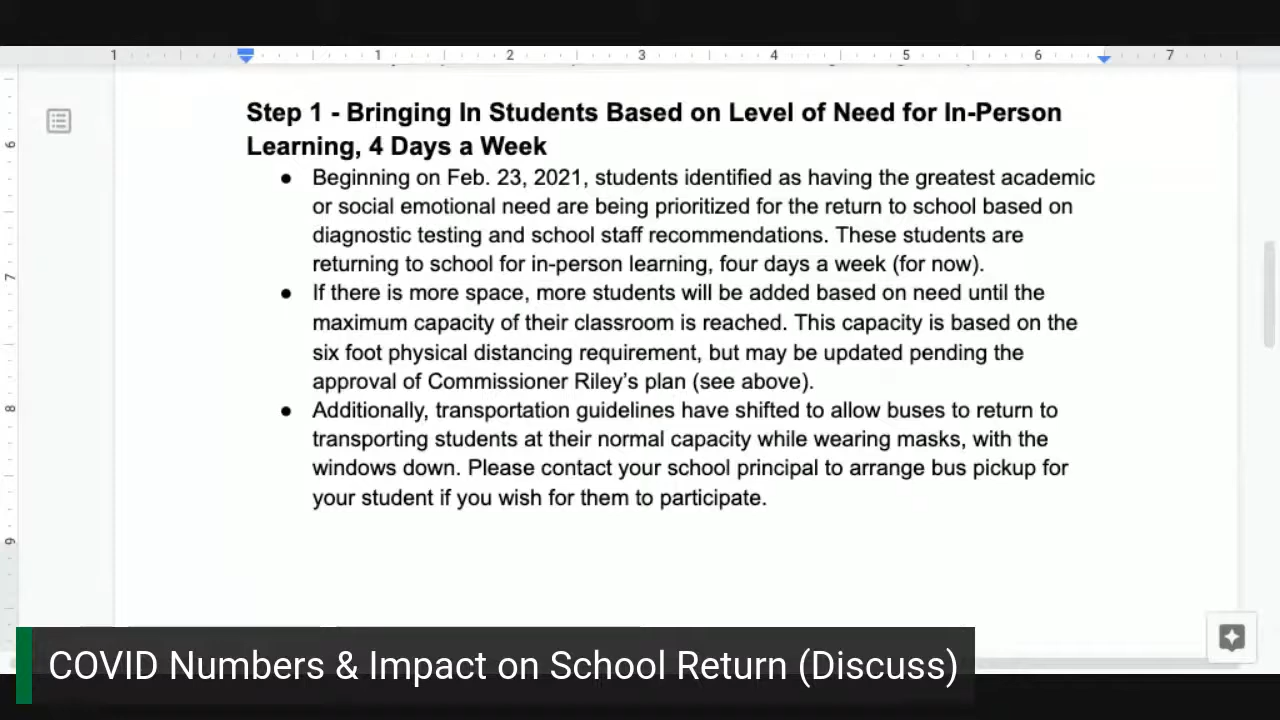 1 1 2 3 4 5 6 7
Step 1 - Bringing In Students Based on Level of Need for In-Person
Learning, 4 Days a Week
● Beginning on Feb. 23, 2021, students identified as having the greatest academic
or social emotional need are being prioritized for the return to school based on
diagnostic testing and school staff recommendations. These students are
returning to school for in-person learning, four days a week (for now).
● If there is more space, more students will be added based on need until the
maximum capacity of their classroom is reached. This capacity is based on the
six foot physical distancing requirement, but may be updated pending the
approval of Commissioner Riley's plan (see above).
● Additionally, transportation guidelines have shifted to allow buses to return to
transporting students at their normal capacity while wearing masks, with the
windows down. Please contact your school principal to arrange bus pickup for
your student if you wish for them to participate.
6
7
8
9
COVID Numbers & Impact on School Return (Discuss)